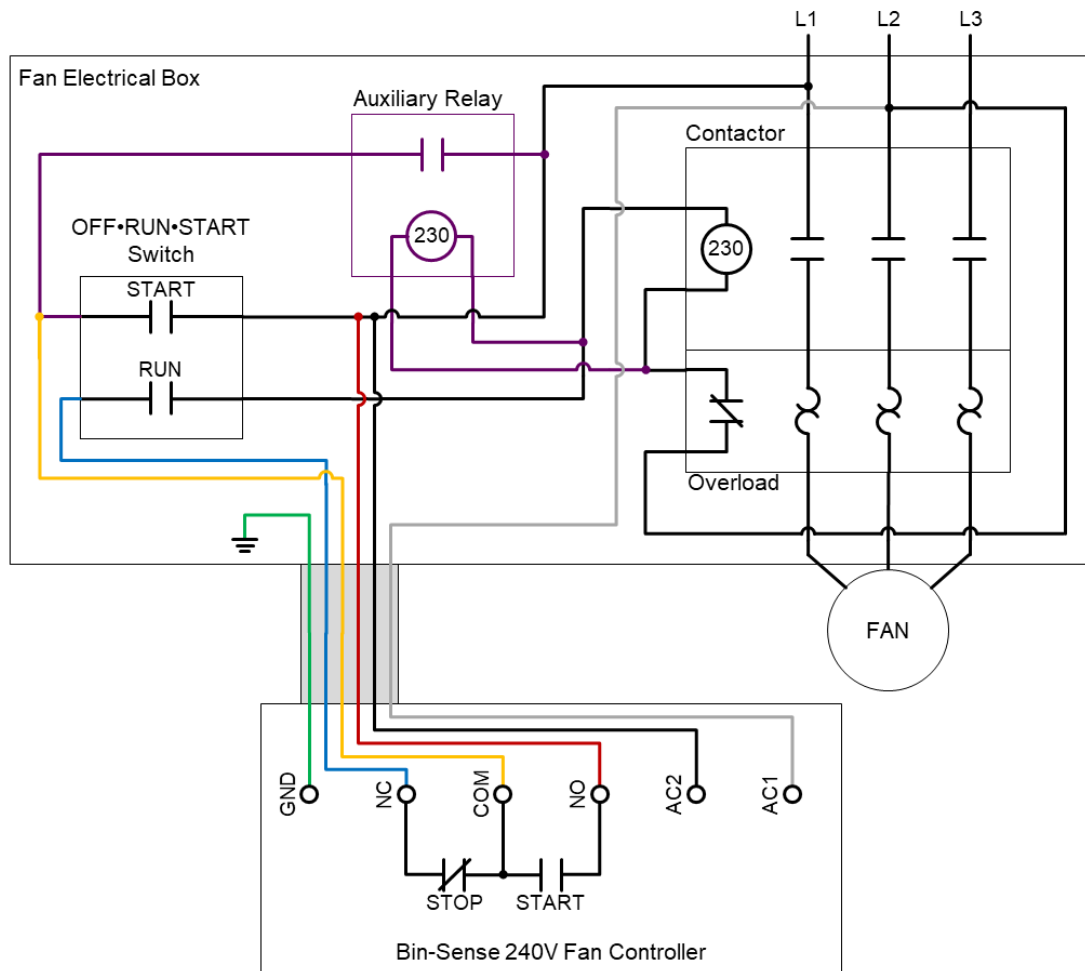 L1
L2
L3
Fan Electrical Box
Auxiliary Relay
Contactor
OFF•RUN•START
Switch
230
230
START
RUN
Overload
FAN
GND
NC
COM
NO
AC2
AC1
STOP
START
Bin-Sense 240V Fan Controller